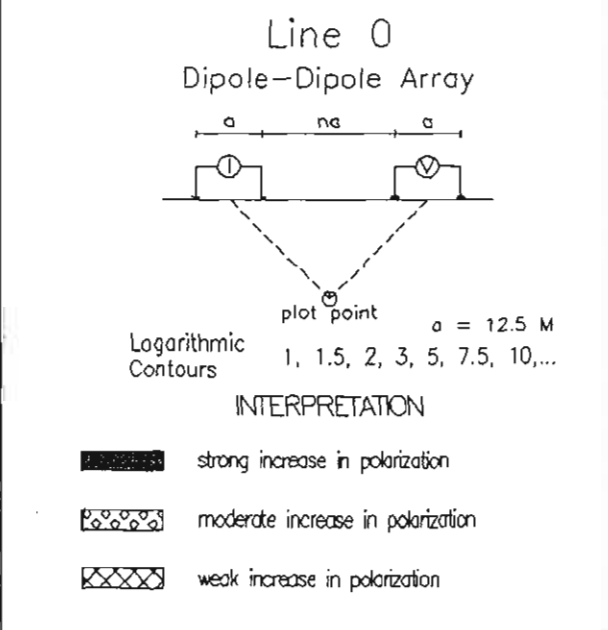 Line 0
Dipole-Dipole Array
a na a
I V
plot point
a = 12.5 M
Logarithmic
Contours
1, 1.5, 2, 3, 5, 7.5, 10,...
INTERPRETATION
strong increase in polarization
moderate increase in polarization
weak increase in polarization